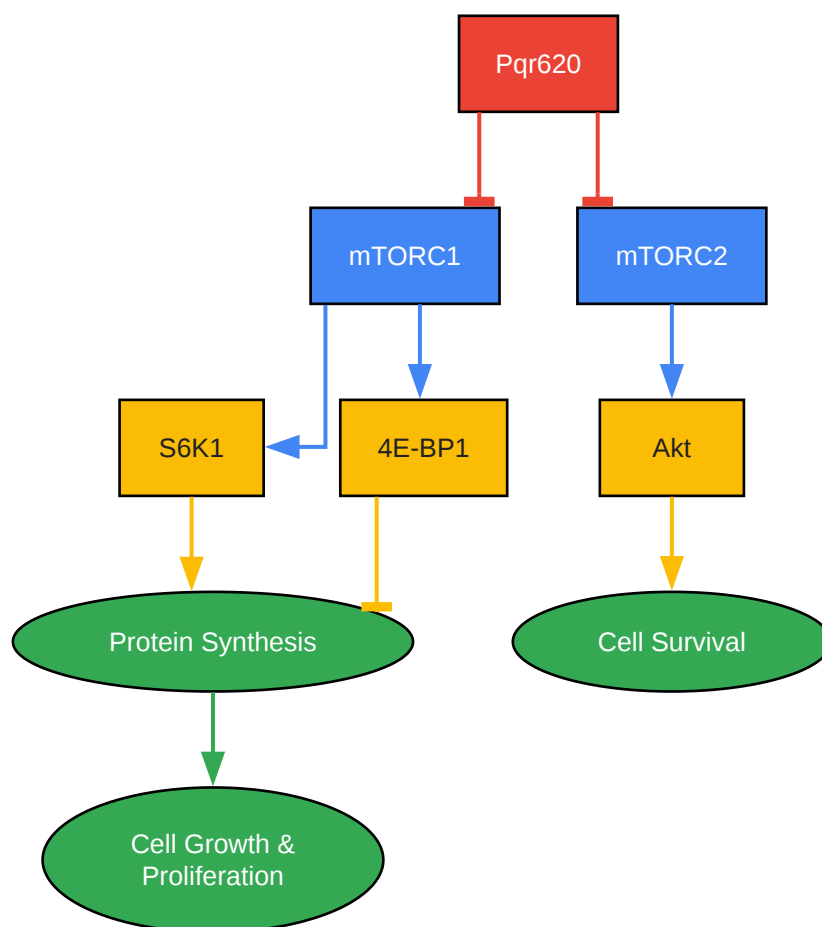 Pqr620
mTORC1
mTORC2
S6K1
4E-BP1
Akt
Protein Synthesis
Cell Survival
Cell Growth &
Proliferation